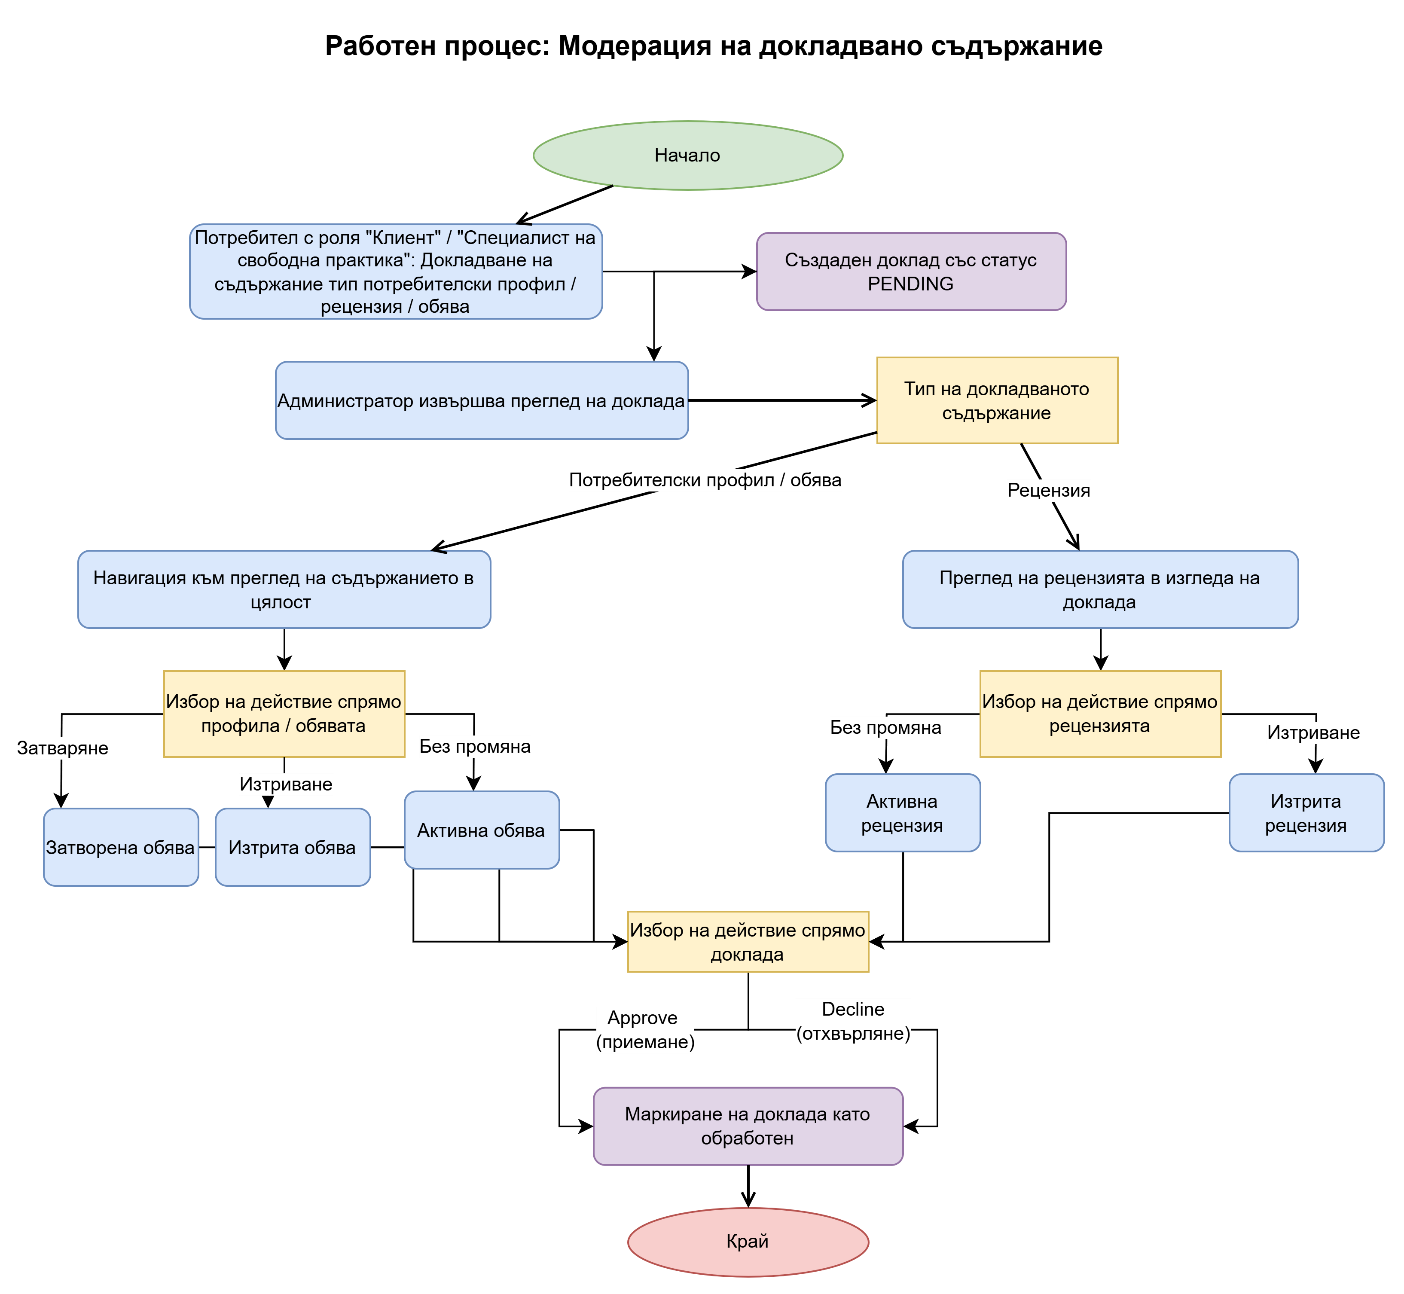 Работен процес: Модерация на докладвано съдържание
Начало
Потребител с роля "Клиент" / "Специалист на
свободна практика": Докладване на
съдържание тип потребителски профил /
рецензия / обява
Създаден доклад със статус
PENDING
Администратор извършва преглед на доклада
Тип на докладваното
съдържание
Потребителски профил / обява
Рецензия
Навигация към преглед на съдържанието в
цялост
Преглед на рецензията в изгледа на
доклада
Избор на действие спрямо
профила / обявата
Избор на действие спрямо
рецензията
Затваряне
Изтриване
Без промяна
Без промяна
Изтриване
Затворена обява
Изтрита обява
Активна обява
Активна
рецензия
Изтрита
рецензия
Избор на действие спрямо
доклада
Approve
(приемане)
Decline
(отхвърляне)
Маркиране на доклада като
обработен
Край